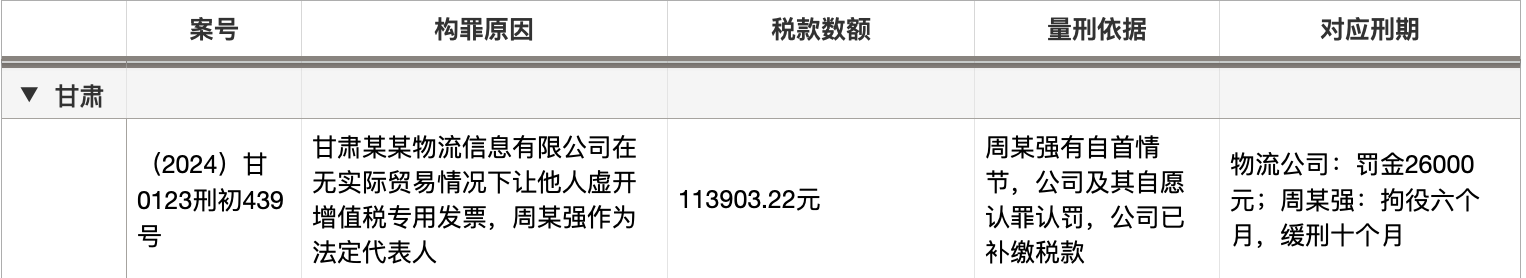 案号 构罪原因 税款数额 量刑依据 对应刑期
▼ 甘肃
（2024）甘
0123刑初439
号
甘肃某某物流信息有限公司在
无实际贸易情况下让他人虚开
增值税专用发票，周某强作为
法定代表人
113903.22元
周某强有自首情
节，公司及其自愿
认罪认罚，公司已
补缴税款
物流公司：罚金26000
元；周某强：拘役六个
月，缓刑十个月